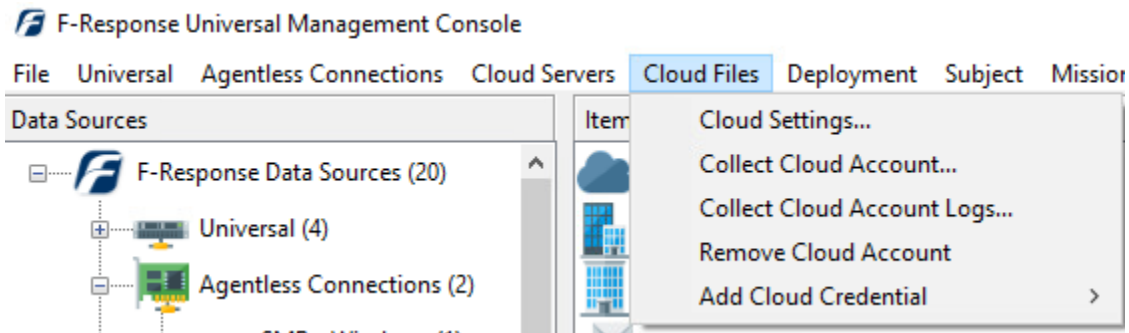 F-Response Universal Management Console
File Universal Agentless Connections Cloud Servers Cloud Files Deployment Subject
Data Sources
Cloud Settings...
F-Response Data Sources (20)
Collect Cloud Account...
Universal (4)
Collect Cloud Account Logs...
Remove Cloud Account
Agentless Connections (2)
Add Cloud Credential